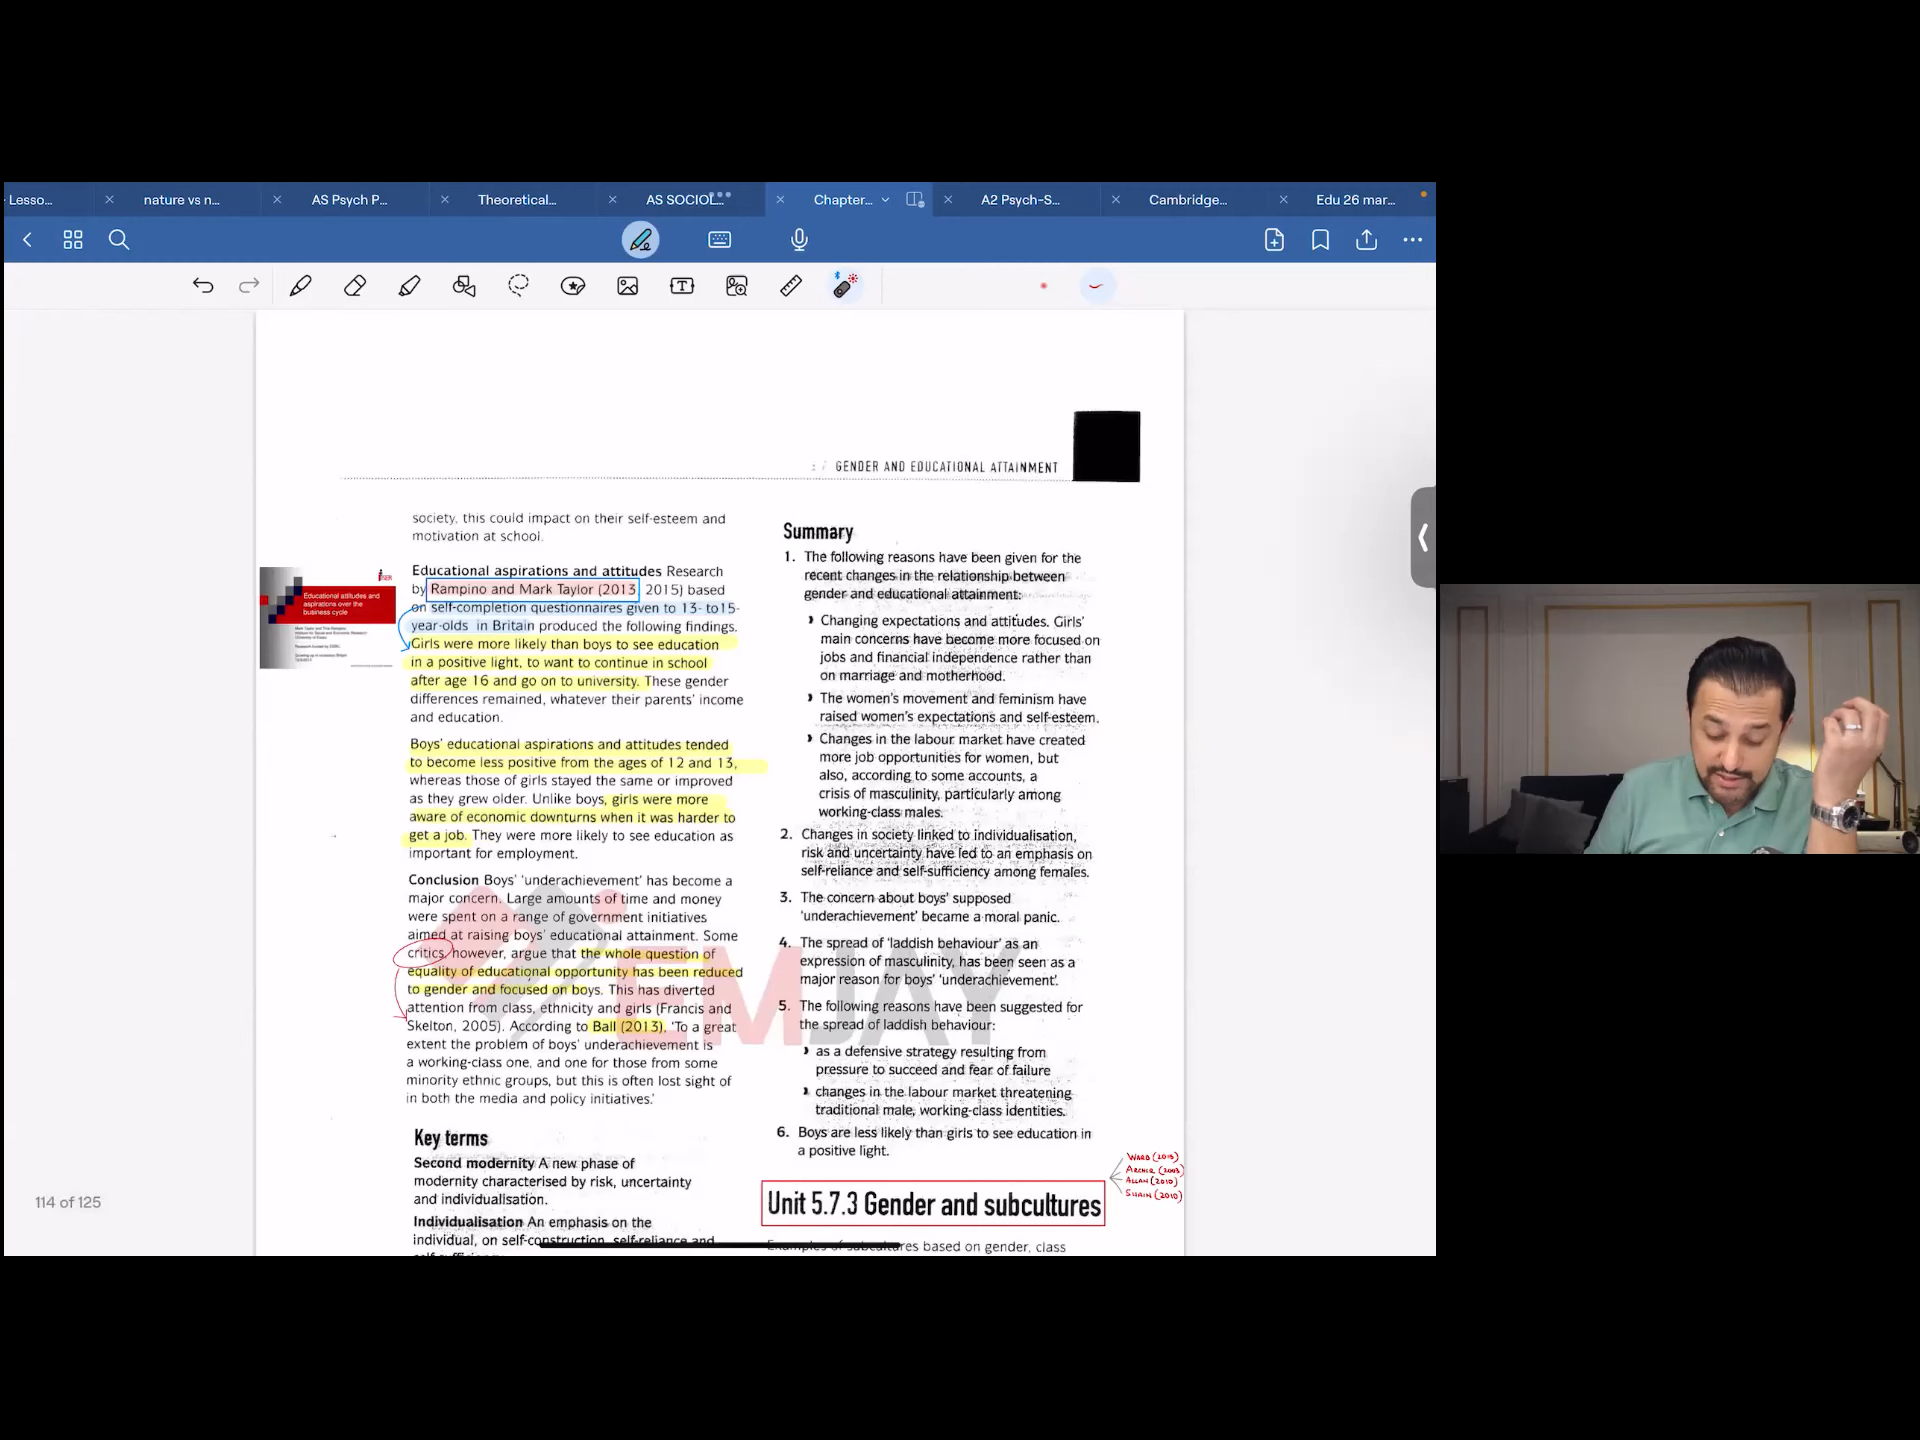 Lesso...
nature vs n...
AS Psych P...
Theoretical...
AS SOCIOL...
Chapter...
A2 Psych-S...
Cambridge...
Edu 26 mar...
GENDER AND EDUCATIONAL ATTAINMENT
society, this could impact on their self-esteem and
motivation at school.
Educational attitudes and
aspirations over the
business cycle
Educational aspirations and attitudes Research
by Rampino and Mark Taylor (2013, 2015) based
on self-completion questionnaires given to 13- to15-
year-olds in Britain produced the following findings.
Girls were more likely than boys to see education
in a positive light, to want to continue in school
after age 16 and go on to university. These gender
differences remained, whatever their parents' income
and education.
Boys' educational aspirations and attitudes tended
to become less positive from the ages of 12 and 13,
whereas those of girls stayed the same or improved
as they grew older. Unlike boys, girls were more
aware of economic downturns when it was harder to
get a job. They were more likely to see education as
important for employment.
Conclusion Boys' 'underachievement' has become a
major concern. Large amounts of time and money
were spent on a range of government initiatives
aimed at raising boys' educational attainment. Some
critics, however, argue that the whole question of
equality of educational opportunity has been reduced
to gender and focused on boys. This has diverted
attention from class, ethnicity and girls (Francis and
Skelton, 2005). According to Ball (2013), 'To a great
extent the problem of boys' underachievement is
a working-class one, and one for those from some
minority ethnic groups, but this is often lost sight of
in both the media and policy initiatives.'
Key terms
Second modernity A new phase of
modernity characterised by risk, uncertainty
and individualisation.
Individualisation An emphasis on the
individual, on self-construction, self-reliance and
Summary
1. The following reasons have been given for the
recent changes in the relationship between
gender and educational attainment:
› Changing expectations and attitudes. Girls'
main concerns have become more focused on
jobs and financial independence rather than
on marriage and motherhood.
› The women's movement and feminism have
raised women's expectations and self-esteem.
› Changes in the labour market have created
more job opportunities for women, but
also, according to some accounts, a
crisis of masculinity, particularly among
working-class males.
2. Changes in society linked to individualisation,
risk and uncertainty have led to an emphasis on
self-reliance and self-sufficiency among females.
3. The concern about boys' supposed
'underachievement' became a moral panic.
4. The spread of 'laddish behaviour' as an
expression of masculinity, has been seen as a
major reason for boys' 'underachievement'.
5. The following reasons have been suggested for
the spread of laddish behaviour:
› as a defensive strategy resulting from
pressure to succeed and fear of failure
› changes in the labour market threatening
traditional male, working-class identities.
6. Boys are less likely than girls to see education in
a positive light.
Unit 5.7.3 Gender and subcultures
WARD (2015)
ARCHER (2003)
ALLAN (2010)
SHAIN (2010)
Examples of subcultures based on gender, class
EMJAY
114 of 125